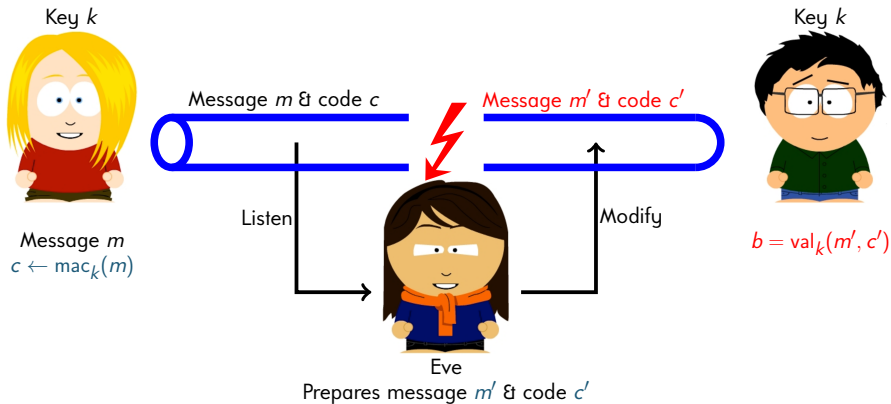 Key k
Key k
Message m & code c
Message m′ & code c′
Listen
Modify
Message m
c ← mac_k(m)
b = val_k(m′, c′)
Eve
Prepares message m′ & code c′